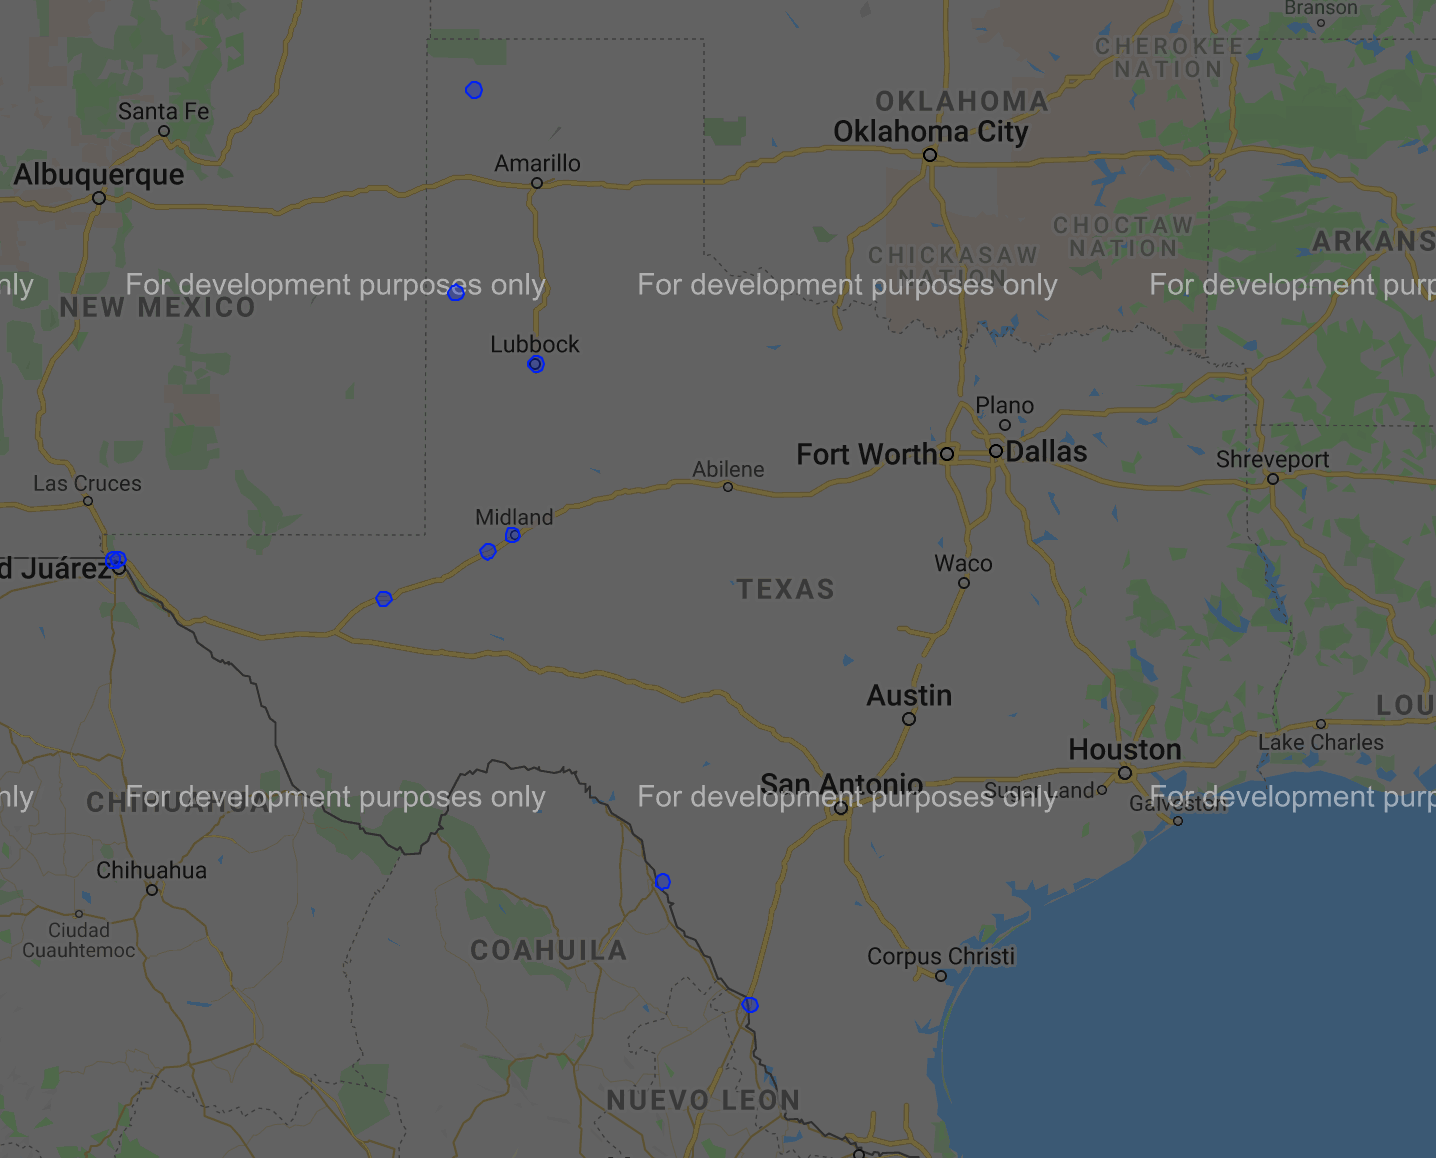 Branson
CHEROKEE
NATION
Santa Fe
OKLAHOMA
Oklahoma City
Amarillo
Albuquerque
CHOCTAW
NATION
ARKANS
CHICKASAW
NATION
nly
For development purposes only
For development purposes only
For development purp
NEW MEXICO
Lubbock
Plano
Fort Worth
Dallas
Shreveport
Abilene
Las Cruces
Midland
d Juárez
Waco
TEXAS
Austin
LOU
Houston
Lake Charles
San Antonio
Sugar Land
nly
For development purposes only
For development purposes only
For development purp
CHIHUAHUA
Galveston
Chihuahua
Ciudad
Cuauhtemoc
COAHUILA
Corpus Christi
NUEVO LEON